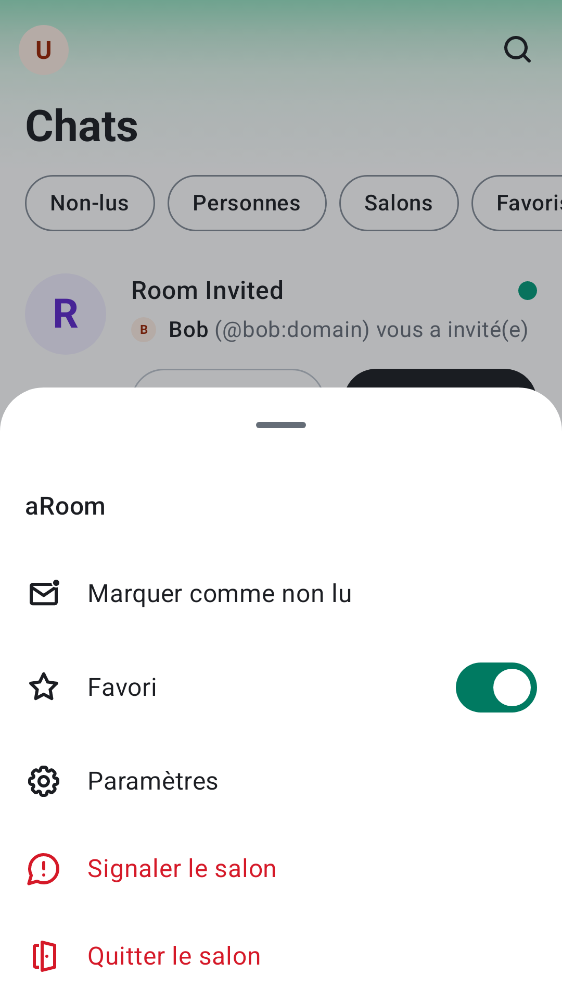 U
Chats
Non-lus
Personnes
Salons
Favoris
R
Room Invited
B Bob (@bob:domain) vous a invité(e)
aRoom
Marquer comme non lu
Favori
Paramètres
Signaler le salon
Quitter le salon